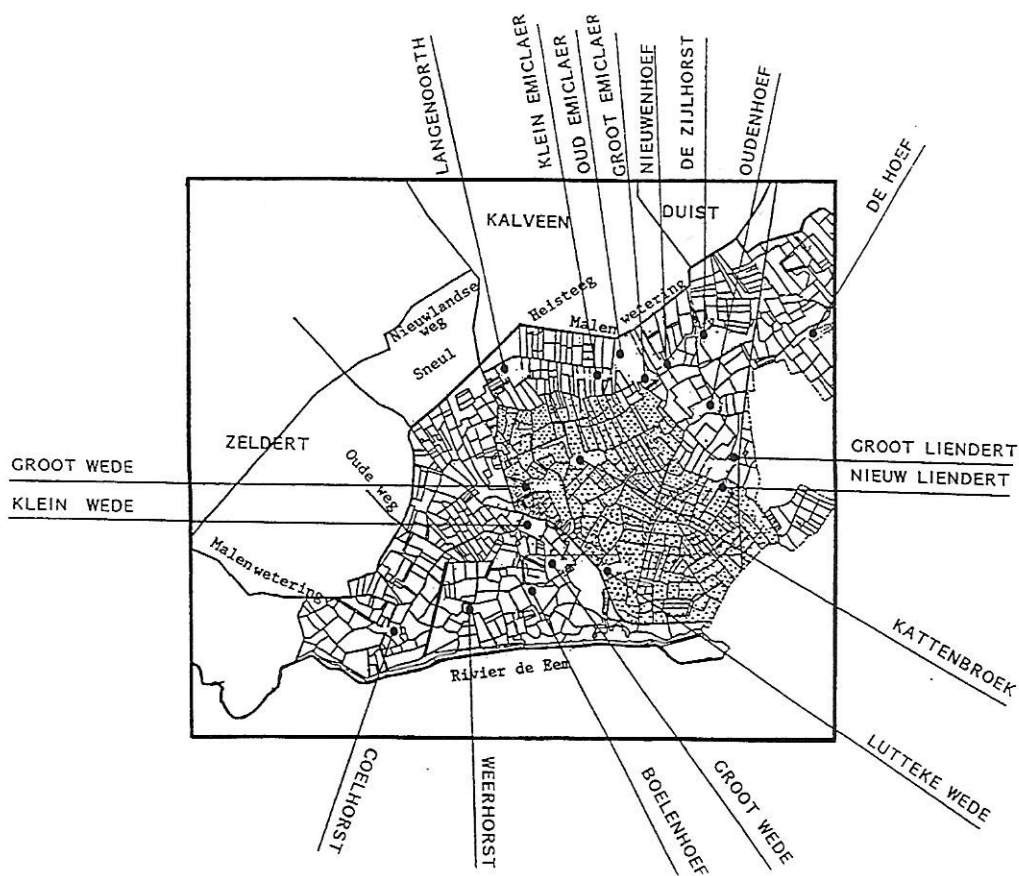 LANGENOORTH
KLEIN EMICLAER
OUD EMICLAER
GROOT EMICLAER
NIEUWENHOEF
DE ZIJLHORST
OUDENHOEF
DE HOEF
KALVEEN
DUIST
Nieuwlandse
weg
Heisteeg
Malen wetering
Sneul
ZELDERT
Oude weg
GROOT WEDE
KLEIN WEDE
GROOT LIENDERT
NIEUW LIENDERT
Malenwetering
Rivier de Eem
KATTENBROEK
LUTTEKE WEDE
GROOT WEDE
BOELENHOEF
WEERHORST
COELHORST